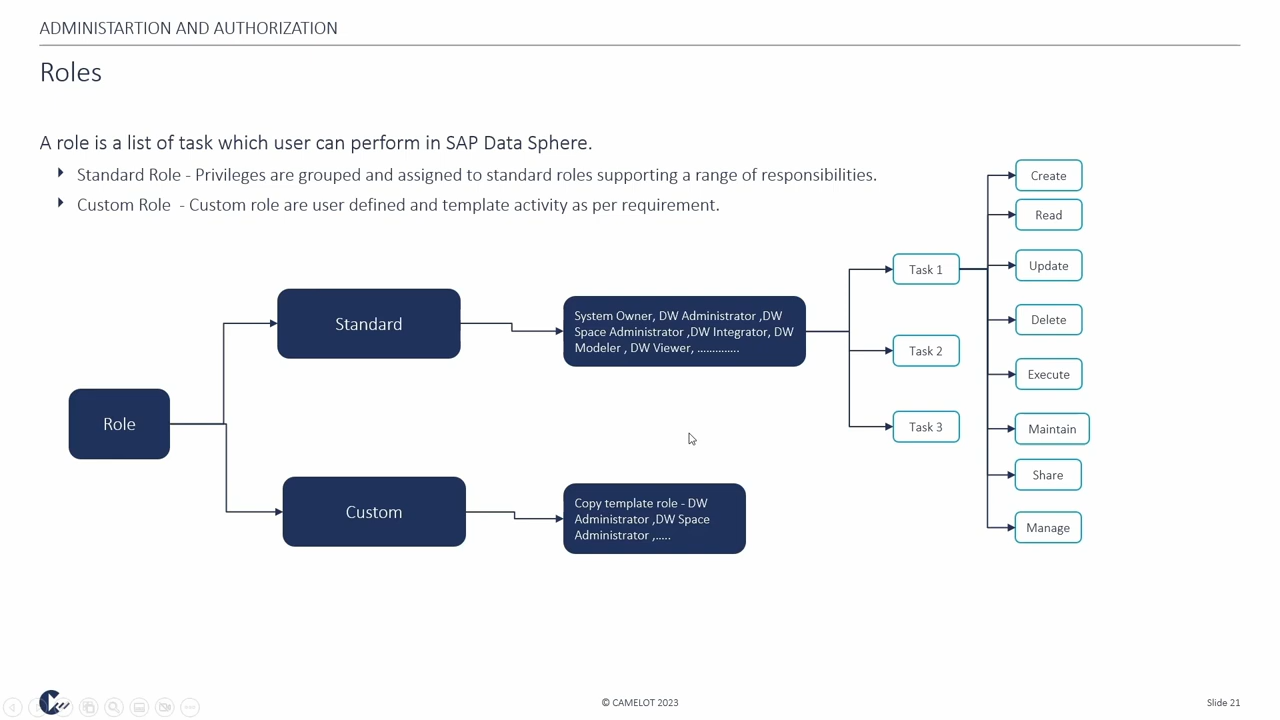 ADMINISTARTION AND AUTHORIZATION
Roles
A role is a list of task which user can perform in SAP Data Sphere.
Standard Role - Privileges are grouped and assigned to standard roles supporting a range of responsibilities.
Custom Role  - Custom role are user defined and template activity as per requirement.
Role
Standard
System Owner, DW Administrator ,DW
Space Administrator ,DW Integrator, DW
Modeler , DW Viewer, ..............
Task 1
Task 2
Task 3
Create
Read
Update
Delete
Execute
Maintain
Share
Manage
Custom
Copy template role - DW
Administrator ,DW Space
Administrator ,.....
© CAMELOT 2023
Slide 21